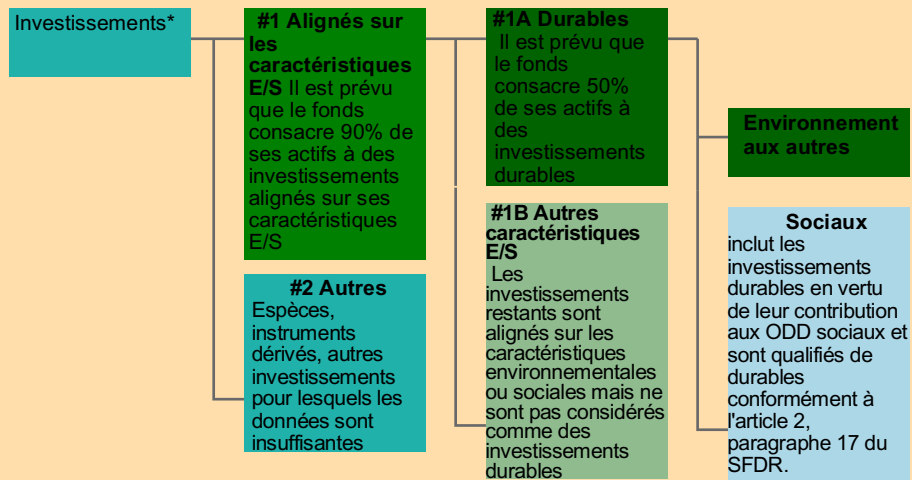 Investissements*
#1 Alignés sur
les
caractéristiques
E/S Il est prévu
que le fonds
consacre 90% de
ses actifs à des
investissements
alignés sur ses
caractéristiques
E/S
#2 Autres
Espèces,
instruments
dérivés, autres
investissements
pour lesquels les
données sont
insuffisantes
#1A Durables
Il est prévu que
le fonds
consacre 50%
de ses actifs à
des
investissements
durables
#1B Autres
caractéristiques
E/S
Les
investissements
restants sont
alignés sur les
caractéristiques
environnementales
ou sociales mais ne
sont pas considérés
comme des
investissements
durables
Environnement
aux autres
Sociaux
inclut les
investissements
durables en vertu
de leur contribution
aux ODD sociaux et
sont qualifiés de
durables
conformément à
l'article 2,
paragraphe 17 du
SFDR.